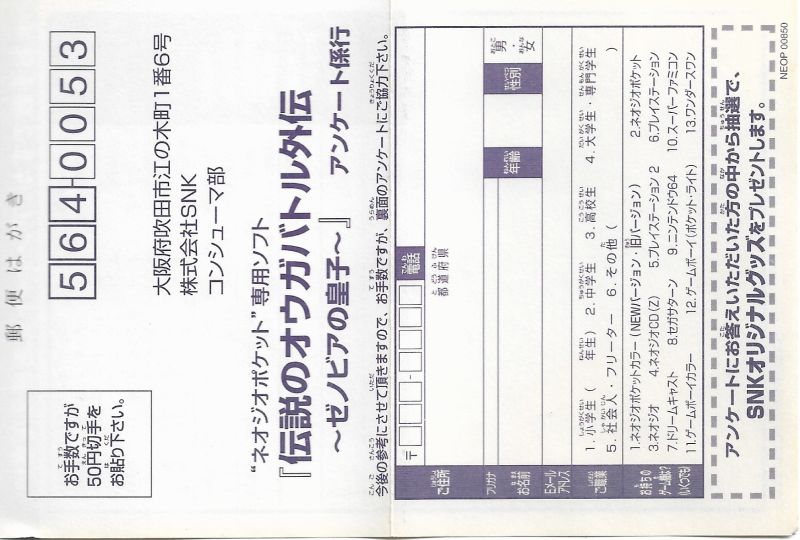 郵便はがき
564-0053
お手数ですが
50円切手を
お貼り下さい。
大阪府吹田市江の木町1番6号
株式会社SNK
コンシューマ部
"ネオジオポケット"専用ソフト
『伝説のオウガバトル外伝
～ゼノビアの皇子～』 アンケート係行
今後の参考にさせて頂きますので、お手数ですが、裏面のアンケートにご協力下さい。
ご住所
〒 - 電話
都道府県
フリガナ
お名前 年齢 性別 男・女
Eメール
アドレス
ご職業
1. 小学生( 年生) 2. 中学生 3. 高校生 4. 大学生・専門学生
5. 社会人・フリーター 6. その他( )
お持ちの
ゲーム機は?
(いくつでも)
1.ネオジオポケットカラー(NEWバージョン・旧バージョン) 2.ネオジオポケット
3.ネオジオ 4.ネオジオCD(Z) 5.プレイステーション2 6.プレイステーション
7.ドリームキャスト 8.セガサターン 9.ニンテンドウ64 10.スーパーファミコン
11.ゲームボーイカラー 12.ゲームボーイ(ポケット・ライト) 13.ワンダースワン
アンケートにお答えいただいた方の中から抽選で、
SNKオリジナルグッズをプレゼントします。
NEOP 00850